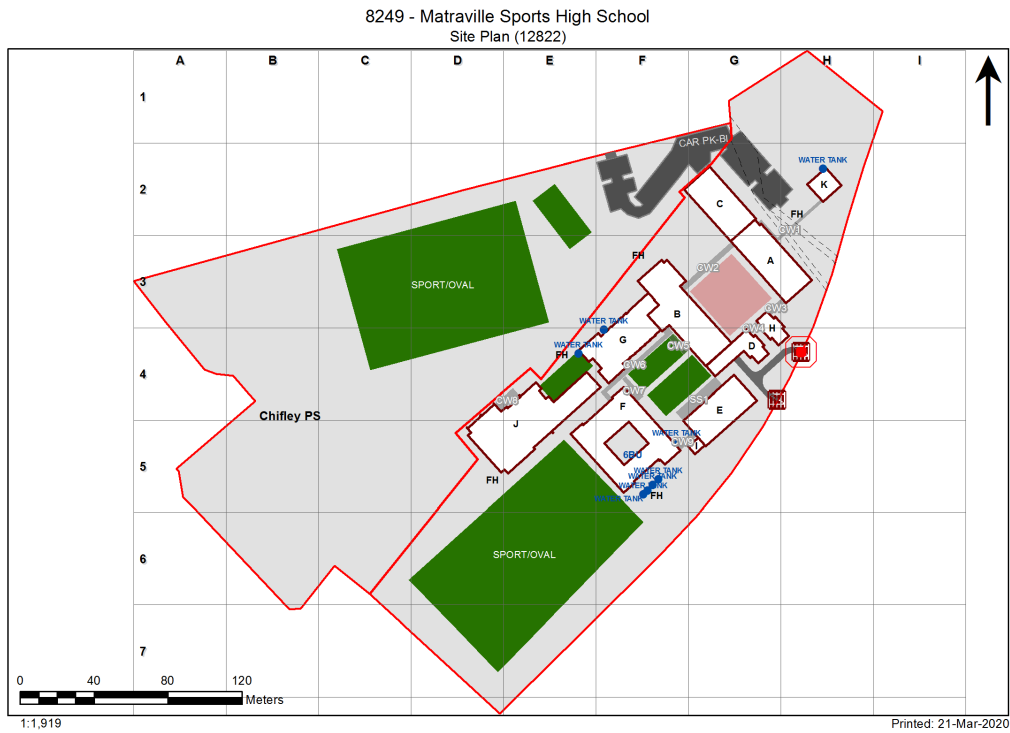 8249 - Matraville Sports High School
Site Plan (12822)
A B C D E F G H I
1
CAR PK-BI
WATER TANK
2
K
C
FH
CW1
FH
A
CW2
3
SPORT/OVAL
CW3
B
WATER TANK
CW4
H
G
WATER TANK
CW5
D
FH
CW6
4
CW7
CW8
SS1
F
E
Chifley PS
J
WATER TANK
CW9
I
6BU
5
WATER TANK
WATER TANK
FH
WATER TANK
FH
WATER TANK
SPORT/OVAL
6
7
0 40 80 120
Meters
1:1,919
Printed: 21-Mar-2020